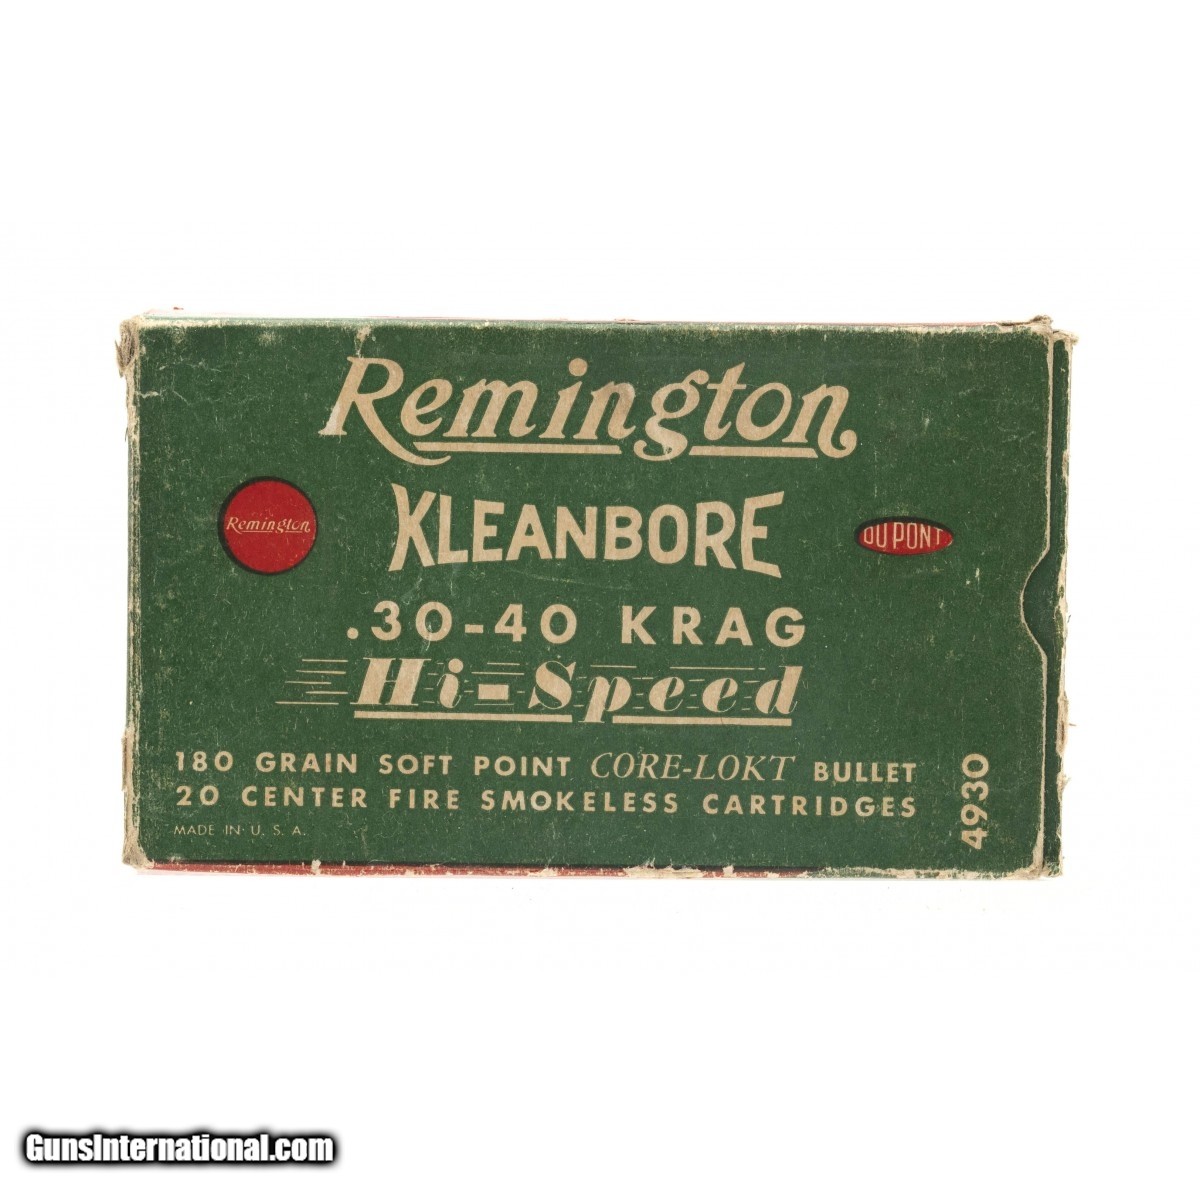 Remington
Remington
KLEANBORE
DU PONT
.30-40 KRAG
Hi-Speed
180 GRAIN SOFT POINT CORE-LOKT BULLET
20 CENTER FIRE SMOKELESS CARTRIDGES
MADE IN U. S. A.
4930
GunsInternational.com